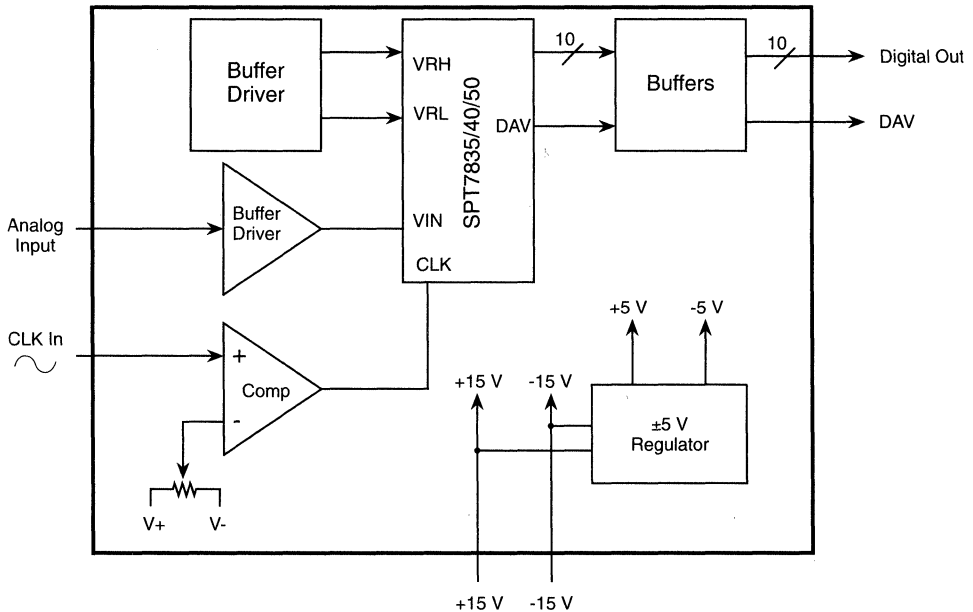 Buffer
Driver
VRH
VRL
SPT7835/40/50
DAV
10
Buffers
10
Digital Out
DAV
Analog
Input
Buffer
Driver
VIN
CLK
CLK In
+
Comp
-
V+
V-
+5 V
-5 V
+15 V
-15 V
±5 V
Regulator
+15 V
-15 V